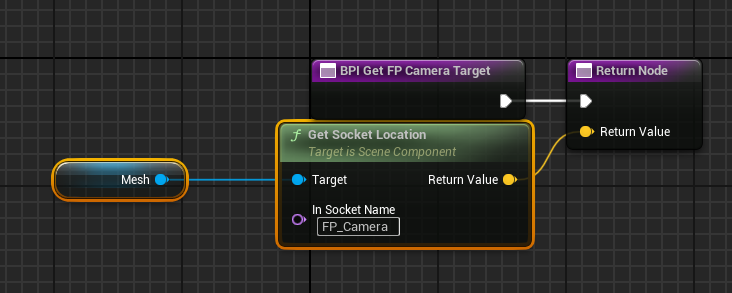 BPI Get FP Camera Target
Return Node
Return Value
f Get Socket Location
Target is Scene Component
Mesh
Target
Return Value
In Socket Name
FP_Camera